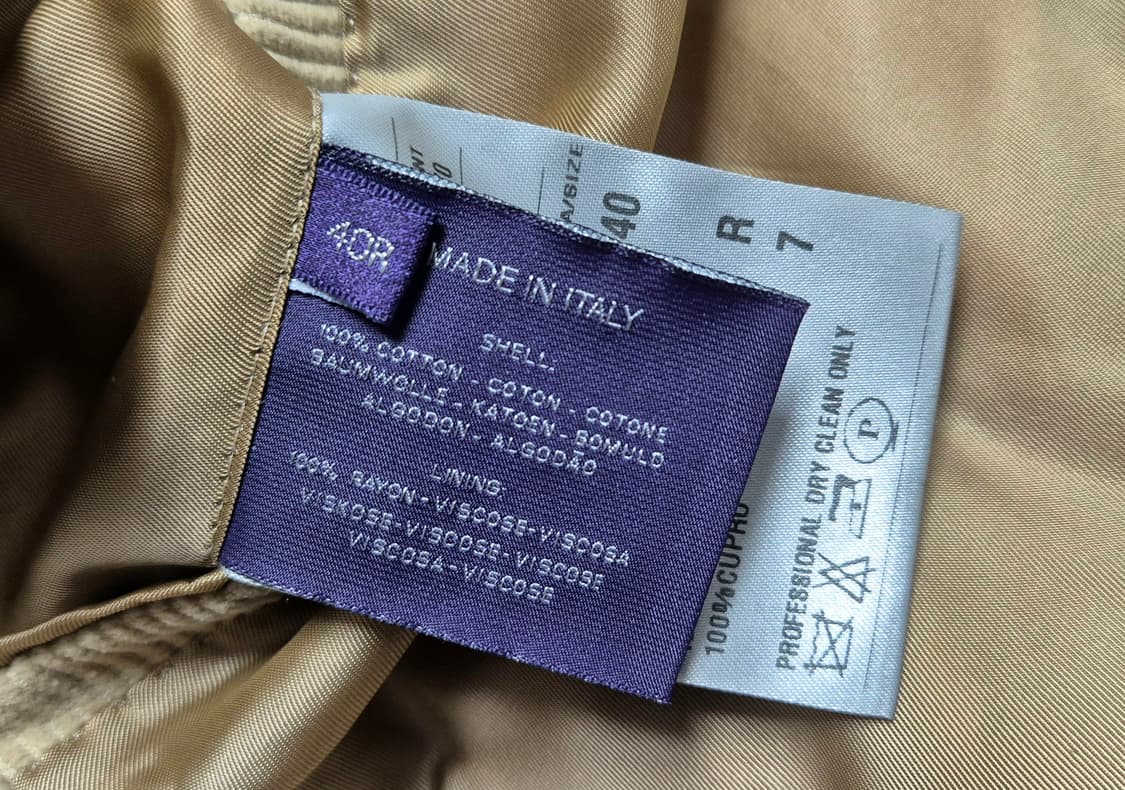 40R
MADE IN ITALY
SHELL:
100% COTTON - COTON - COTONE
BAUMWOLLE - KATOEN - BOMULD
ALGODON - ALGODÃO
LINING:
100% RAYON - VISCOSE-VISCOSA
VISKOSE-VISCOSE-VISCOSE
VISCOSA-VISCOSE
A/SIZE
40
R
7
100%CUPRO
PROFESSIONAL DRY CLEAN ONLY
P